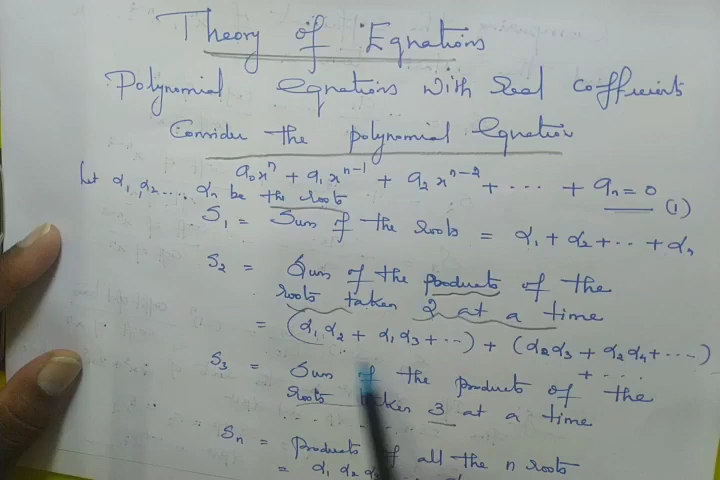 Theory of Equations
Polynomial equations with real coefficients
Consider the polynomial Equation
a₀xⁿ + a₁xⁿ⁻¹ + a₂xⁿ⁻² + ... + aₙ = 0 (1)
Let α₁, α₂ ..., αₙ be the roots
S₁ = Sum of the roots = α₁ + α₂ + ... + αₙ
S₂ = Sum of the products of the
roots taken 2 at a time
= (α₁α₂ + α₁α₃ + ...) + (α₂α₃ + α₂α₄ + ....)
+ ....
S₃ = Sum of the products of the
roots taken 3 at a time
Sₙ = Products of all the n roots
= α₁ α₂